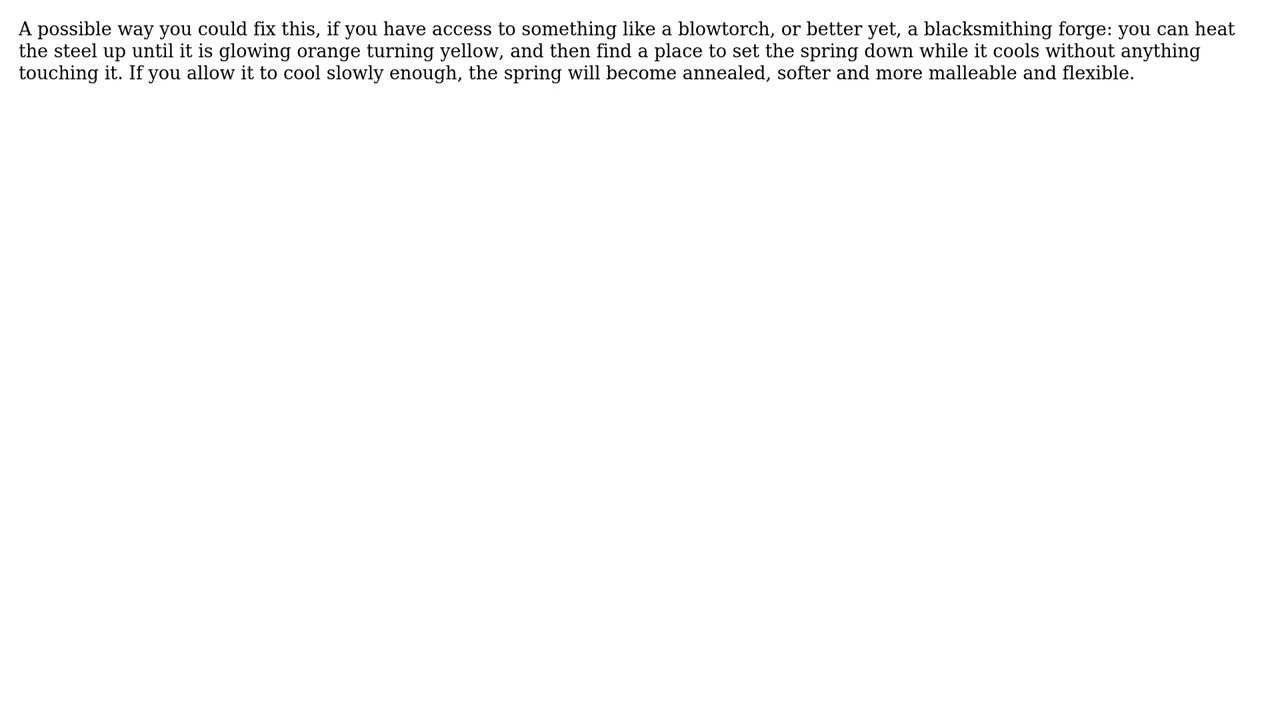 A possible way you could fix this, if you have access to something like a blowtorch, or better yet, a blacksmithing forge: you can heat
the steel up until it is glowing orange turning yellow, and then find a place to set the spring down while it cools without anything
touching it. If you allow it to cool slowly enough, the spring will become annealed, softer and more malleable and flexible.